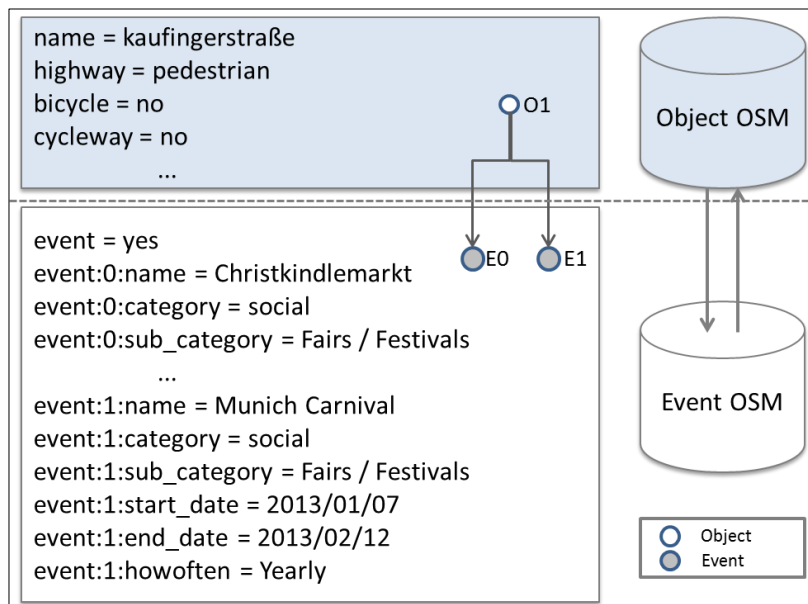 name = kaufingerstraße
highway = pedestrian
bicycle = no
cycleway = no
...
O1
Object OSM
event = yes
event:0:name = Christkindlemarkt
event:0:category = social
event:0:sub_category = Fairs / Festivals
...
event:1:name = Munich Carnival
event:1:category = social
event:1:sub_category = Fairs / Festivals
event:1:start_date = 2013/01/07
event:1:end_date = 2013/02/12
event:1:howoften = Yearly
E0
E1
Event OSM
Object
Event